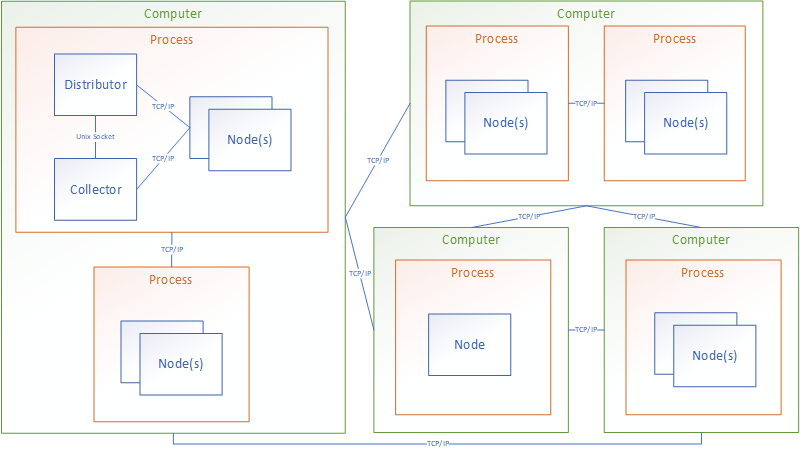 Computer
Process
Distributor
TCP/IP
Unix Socket
Node(s)
TCP/IP
Collector
TCP/IP
Process
Node(s)
Computer
Process
Node(s)
TCP/IP
Process
Node(s)
TCP/IP
TCP/IP
TCP/IP
TCP/IP
Computer
Process
Node
TCP/IP
Computer
Process
Node(s)
TCP/IP